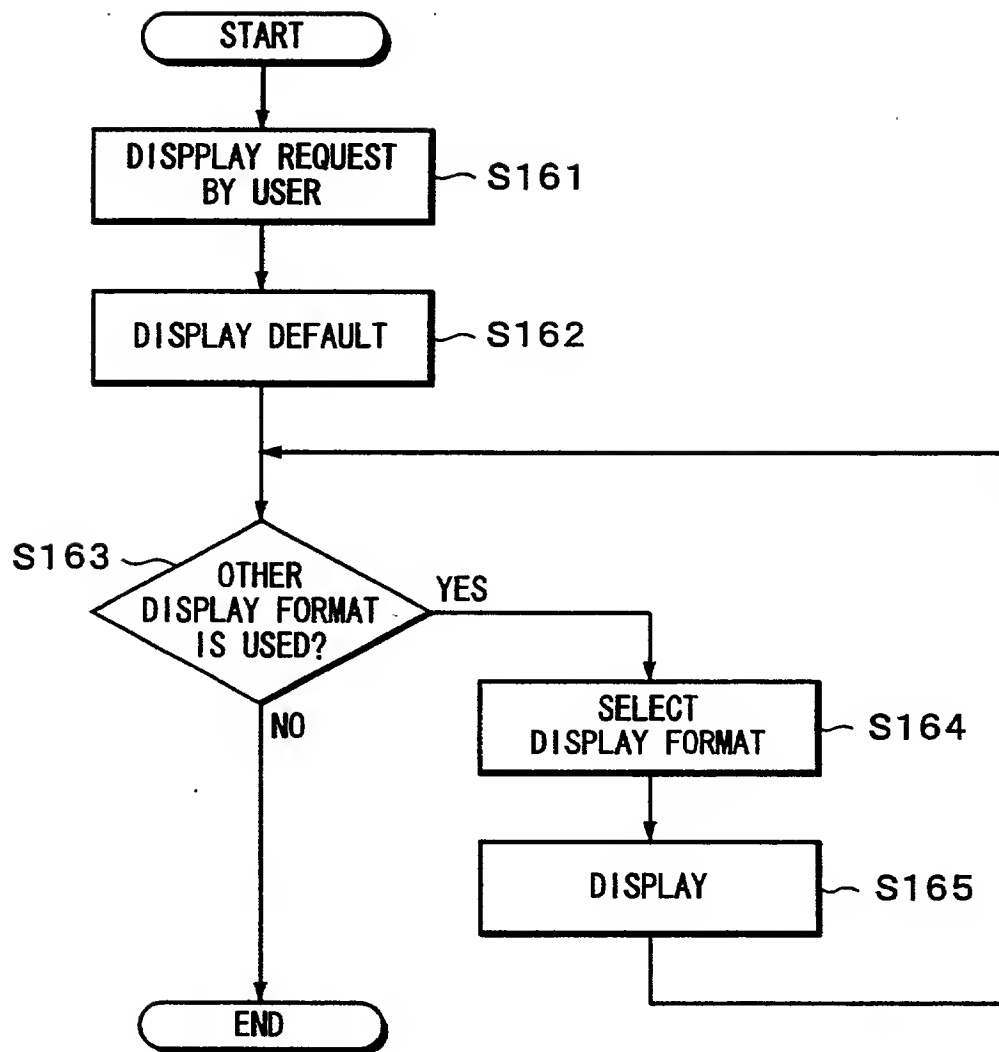 START
DISPPLAY REQUEST
BY USER
S161
DISPLAY DEFAULT
S162
S163
OTHER
DISPLAY FORMAT
IS USED?
YES
NO
SELECT
DISPLAY FORMAT
S164
DISPLAY
S165
END